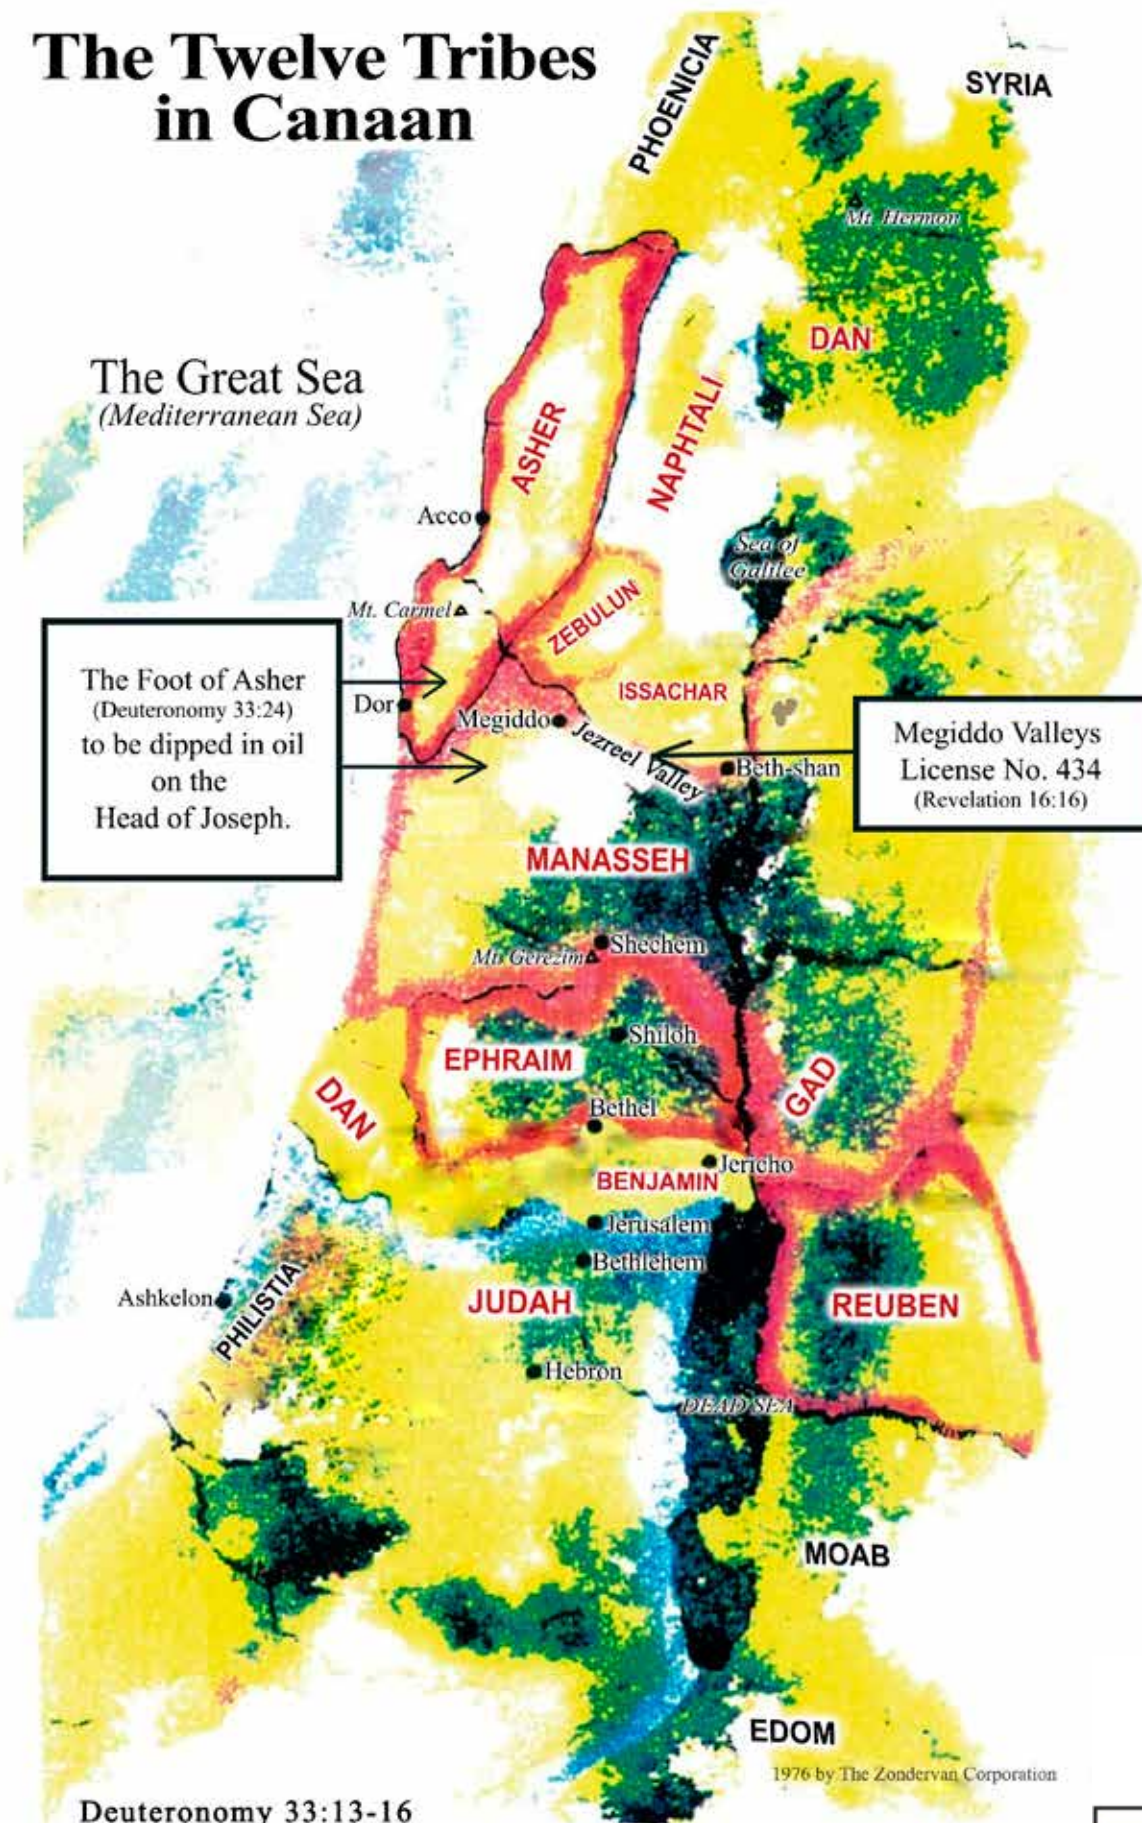 The Twelve Tribes
in Canaan
PHOENICIA
SYRIA
Mt. Hermon
DAN
The Great Sea
(Mediterranean Sea)
ASHER
NAPHTALI
Acco
Sea of
Galilee
Mt. Carmel
ZEBULUN
The Foot of Asher
(Deuteronomy 33:24)
to be dipped in oil
on the
Head of Joseph.
ISSACHAR
Dor
Megiddo
Jezreel Valley
Megiddo Valleys
License No. 434
(Revelation 16:16)
Beth-shan
MANASSEH
Shechem
Mt. Gerezim
Shiloh
EPHRAIM
GAD
DAN
Bethel
Jericho
BENJAMIN
Jerusalem
Bethlehem
Ashkelon
PHILISTIA
JUDAH
REUBEN
Hebron
DEAD SEA
MOAB
EDOM
1976 by The Zondervan Corporation
Deuteronomy 33:13-16